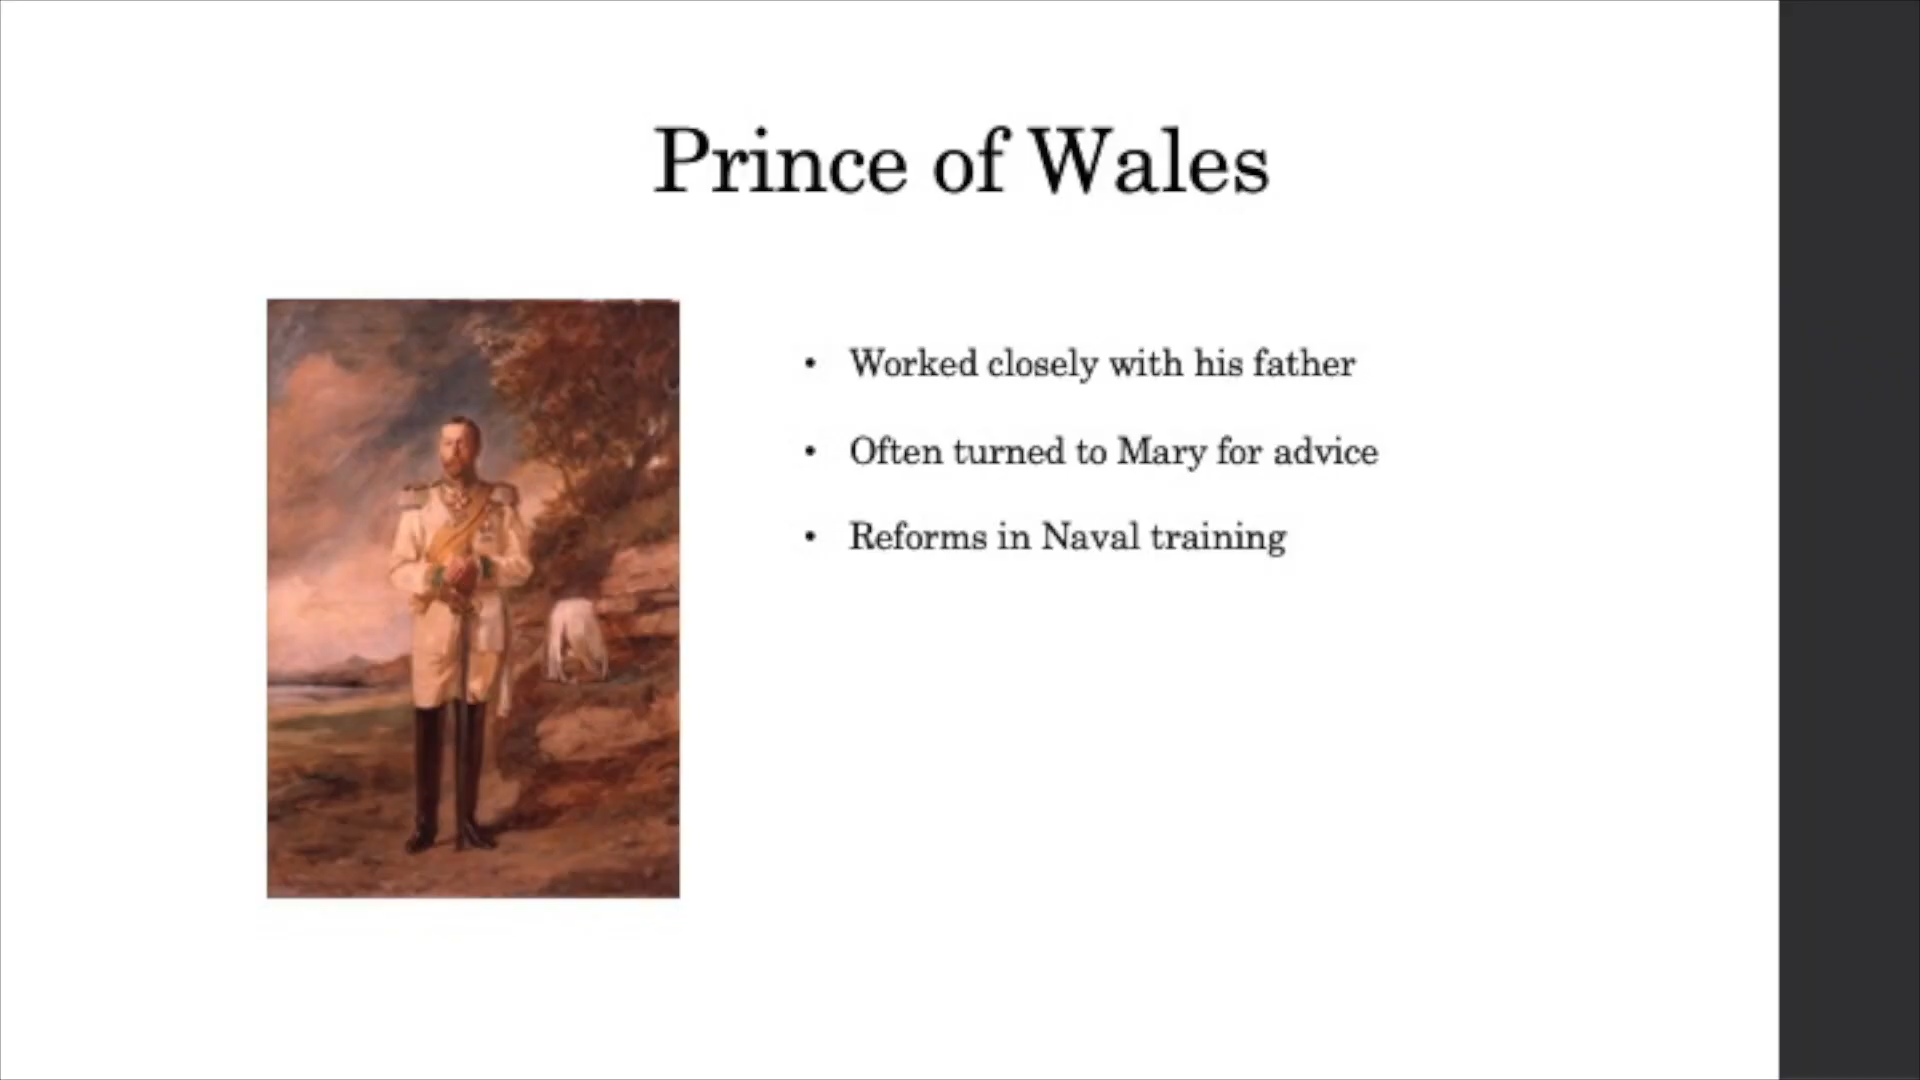 Prince of Wales
• Worked closely with his father
• Often turned to Mary for advice
• Reforms in Naval training